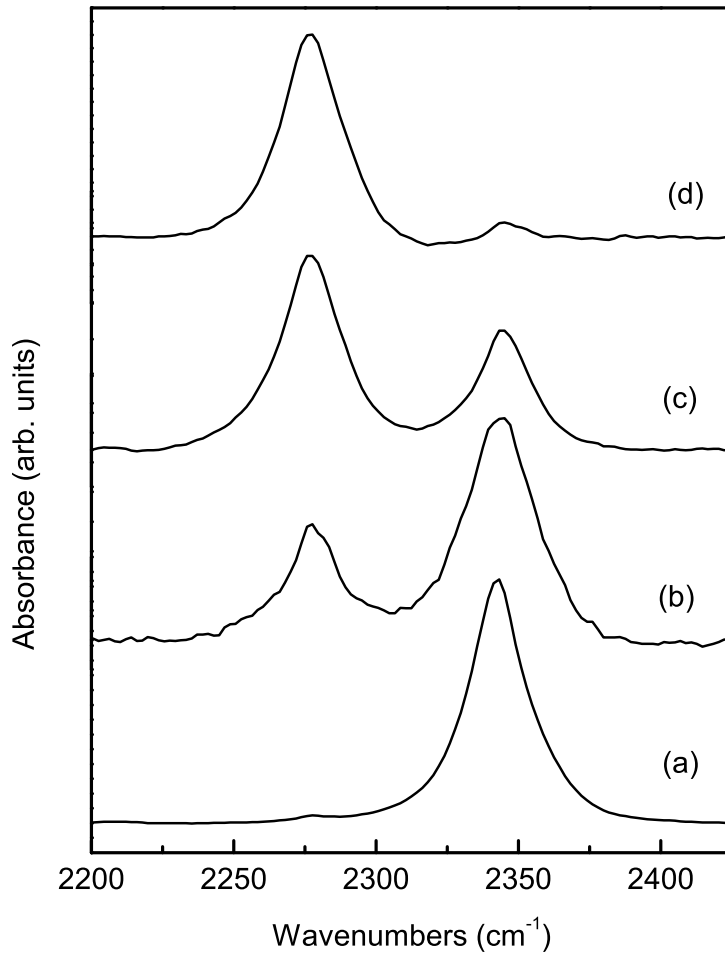 (d)
(c)
(b)
(a)
Absorbance (arb. units)
2200 2250 2300 2350 2400
Wavenumbers (cm⁻¹)